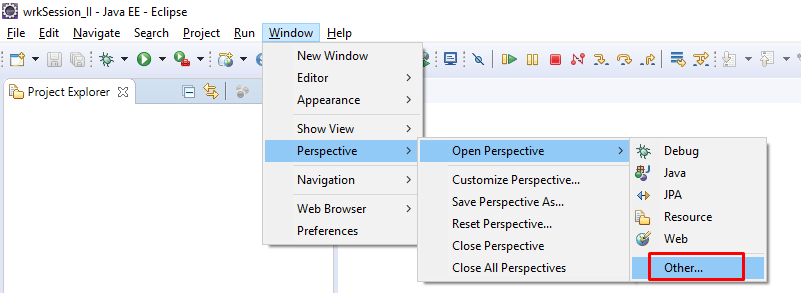 wrkSession_II - Java EE - Eclipse
File Edit Navigate Search Project Run Window Help
Project Explorer
New Window
Editor
Appearance
Show View
Perspective
Navigation
Web Browser
Preferences
Open Perspective
Customize Perspective...
Save Perspective As...
Reset Perspective...
Close Perspective
Close All Perspectives
Debug
Java
JPA
Resource
Web
Other...